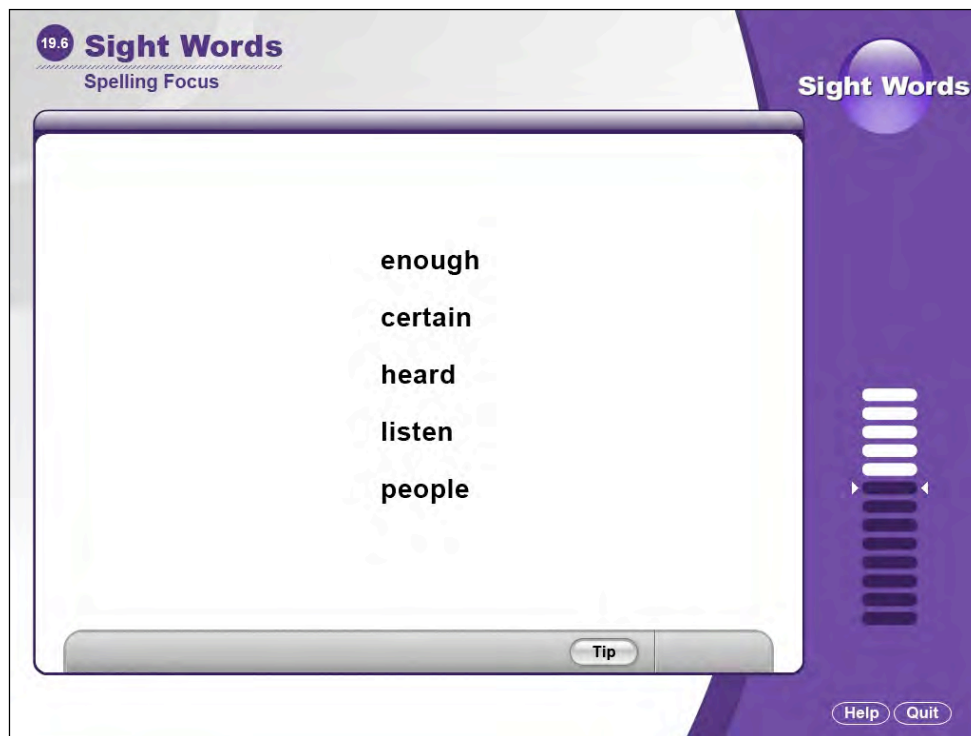 19.6 Sight Words
Spelling Focus
Sight Words
enough
certain
heard
listen
people
Tip
Help Quit